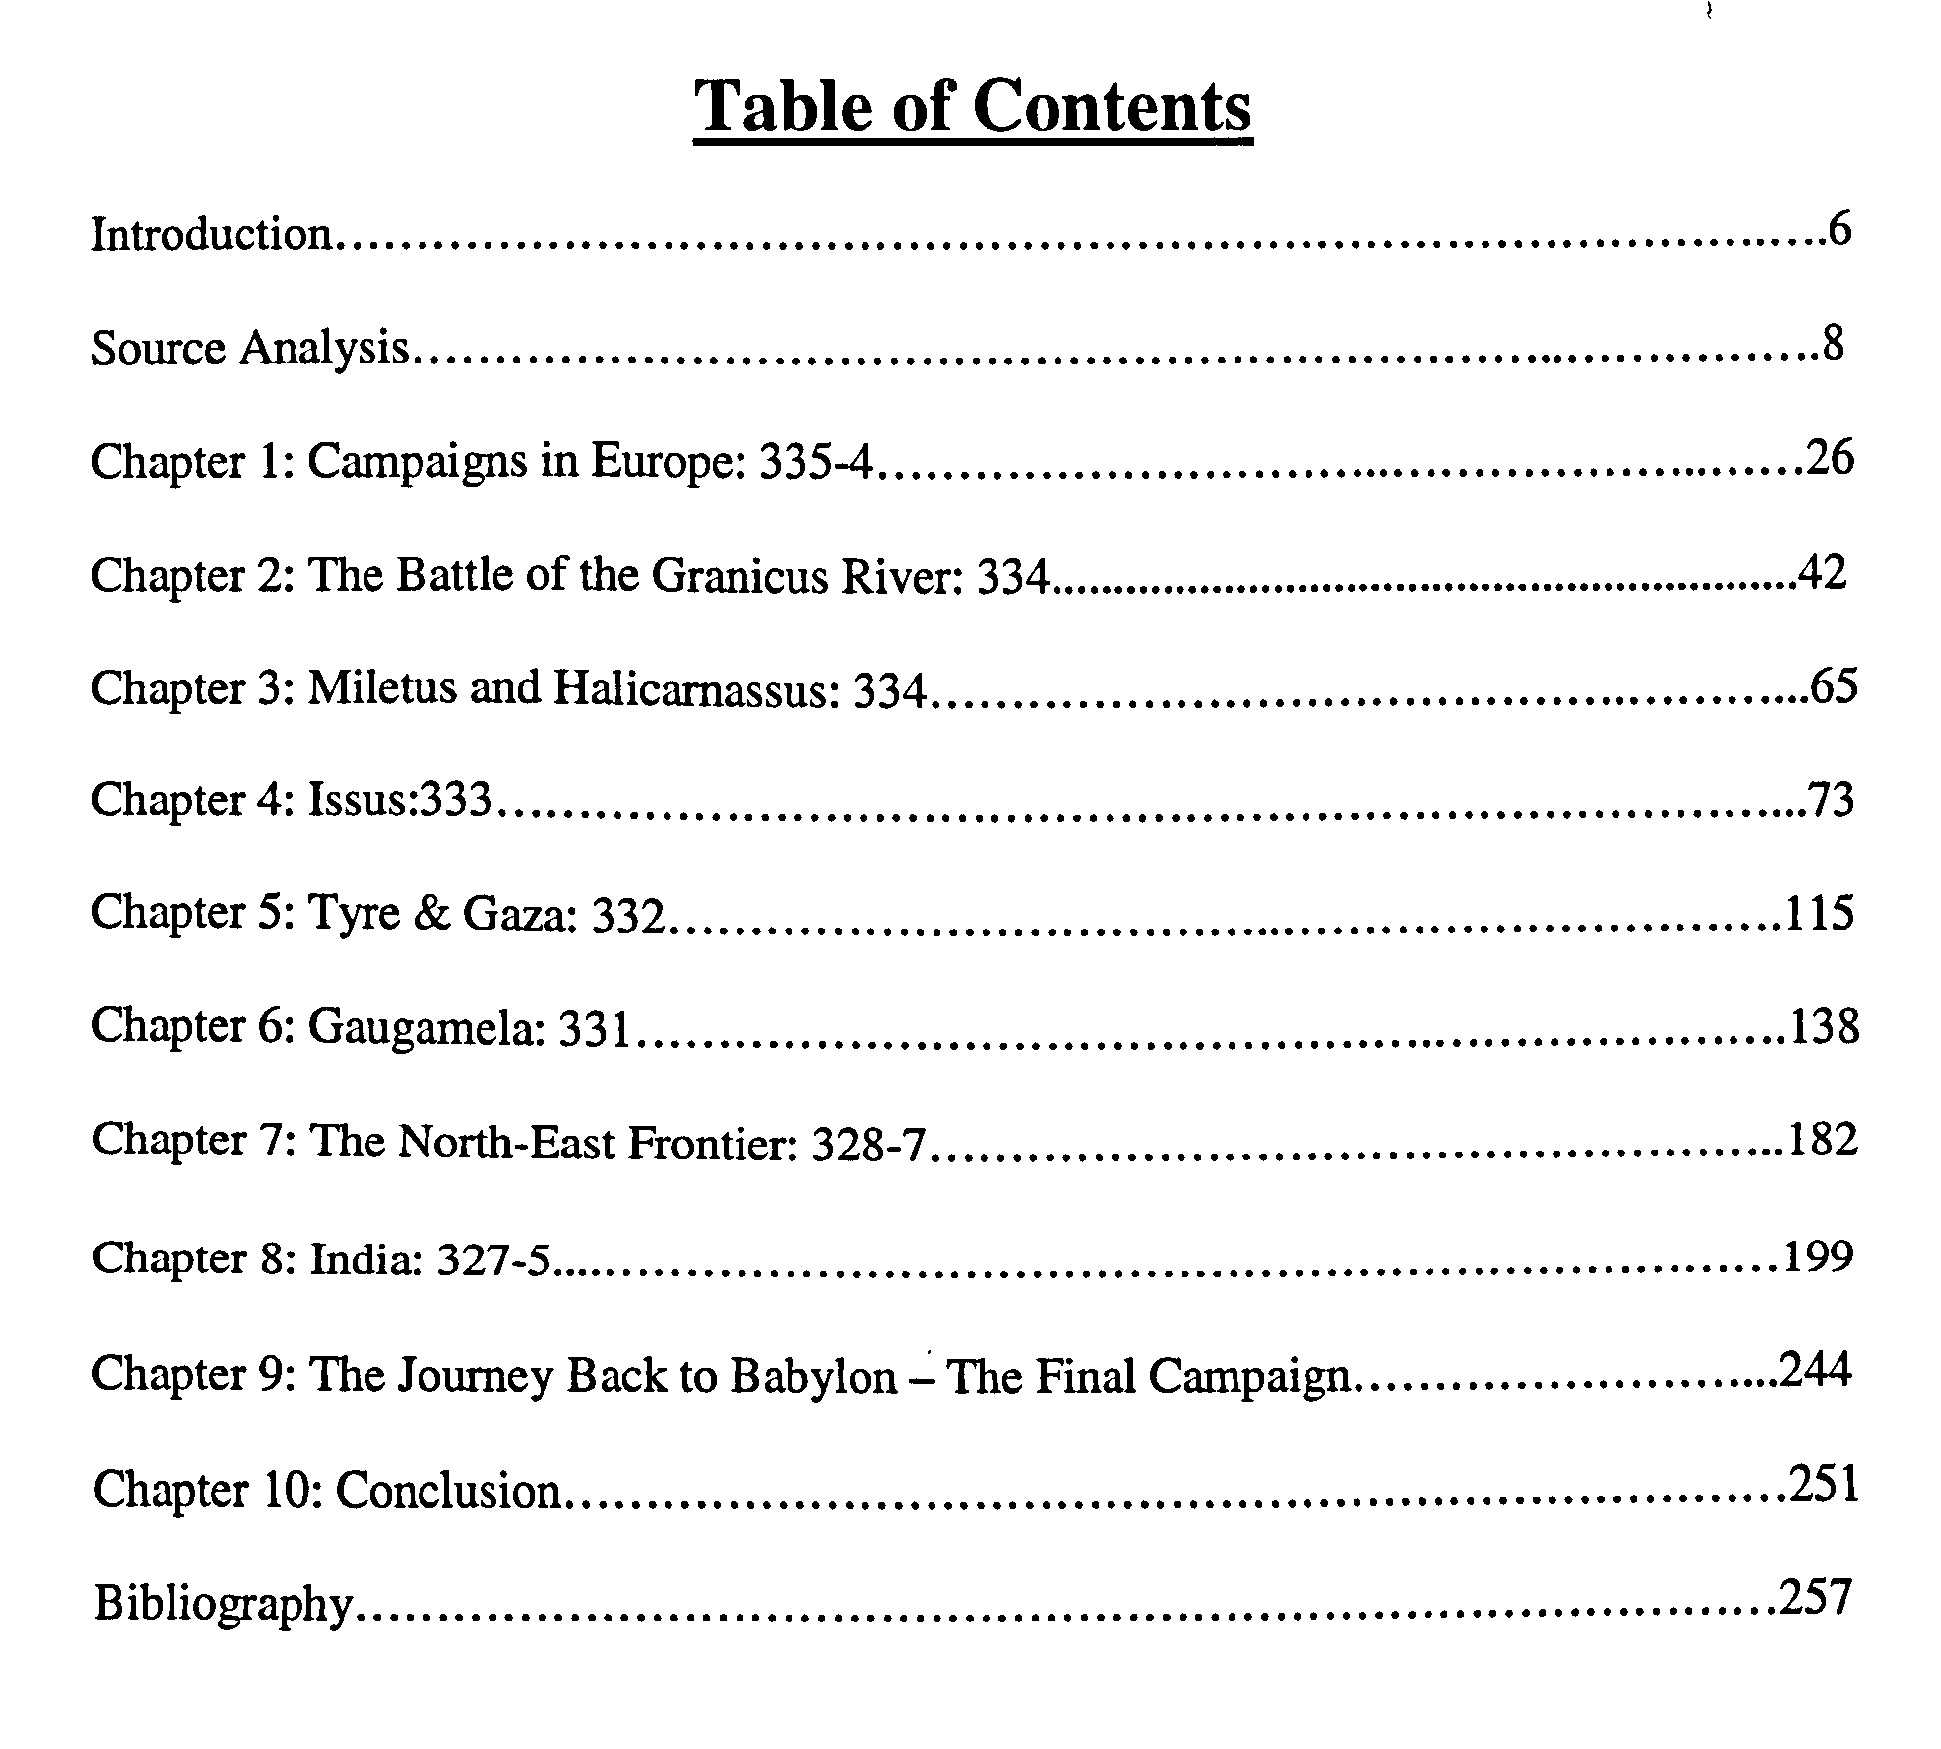 Table of Contents
Introduction..........................................................................................6
Source Analysis.....................................................................................8
Chapter 1: Campaigns in Europe: 335-4.........................................................26
Chapter 2: The Battle of the Granicus River: 334..............................................42
Chapter 3: Miletus and Halicarnassus: 334......................................................65
Chapter 4: Issus:333................................................................................73
Chapter 5: Tyre & Gaza: 332.....................................................................115
Chapter 6: Gaugamela: 331.......................................................................138
Chapter 7: The North-East Frontier: 328-7.....................................................182
Chapter 8: India: 327-5...........................................................................199
Chapter 9: The Journey Back to Babylon – The Final Campaign...........................244
Chapter 10: Conclusion...........................................................................251
Bibliography.......................................................................................257